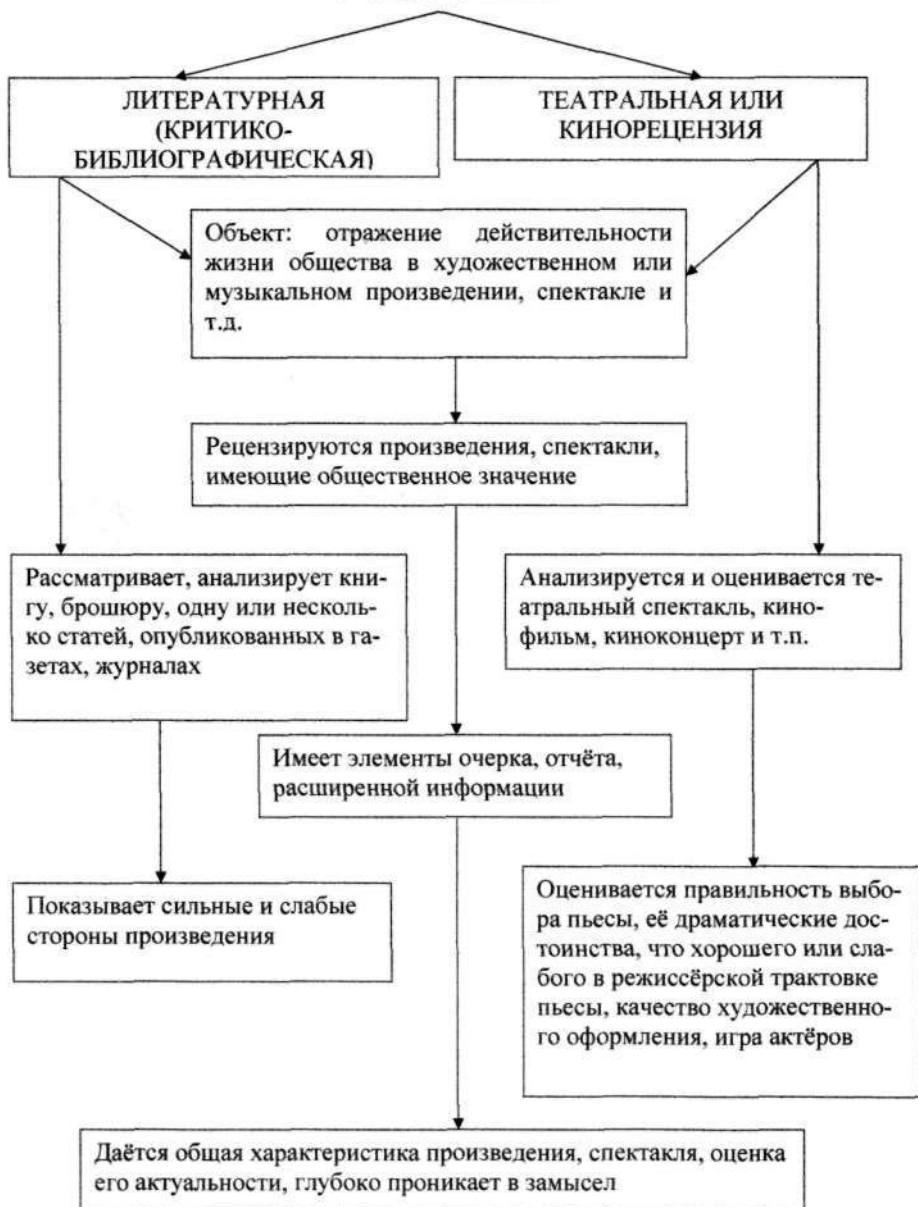 ЛИТЕРАТУРНАЯ
(КРИТИКО-
БИБЛИОГРАФИЧЕСКАЯ)
ТЕАТРАЛЬНАЯ ИЛИ
КИНОРЕЦЕНЗИЯ
Объект: отражение действительности
жизни общества в художественном или
музыкальном произведении, спектакле и
т.д.
Рецензируются произведения, спектакли,
имеющие общественное значение
Рассматривает, анализирует кни-
гу, брошюру, одну или несколь-
ко статей, опубликованных в га-
зетах, журналах
Анализируется и оценивается те-
атральный спектакль, кино-
фильм, киноконцерт и т.п.
Имеет элементы очерка, отчёта,
расширенной информации
Показывает сильные и слабые
стороны произведения
Оценивается правильность выбо-
ра пьесы, её драматические дос-
тоинства, что хорошего или сла-
бого в режиссёрской трактовке
пьесы, качество художественно-
го оформления, игра актёров
Даётся общая характеристика произведения, спектакля, оценка
его актуальности, глубоко проникает в замысел